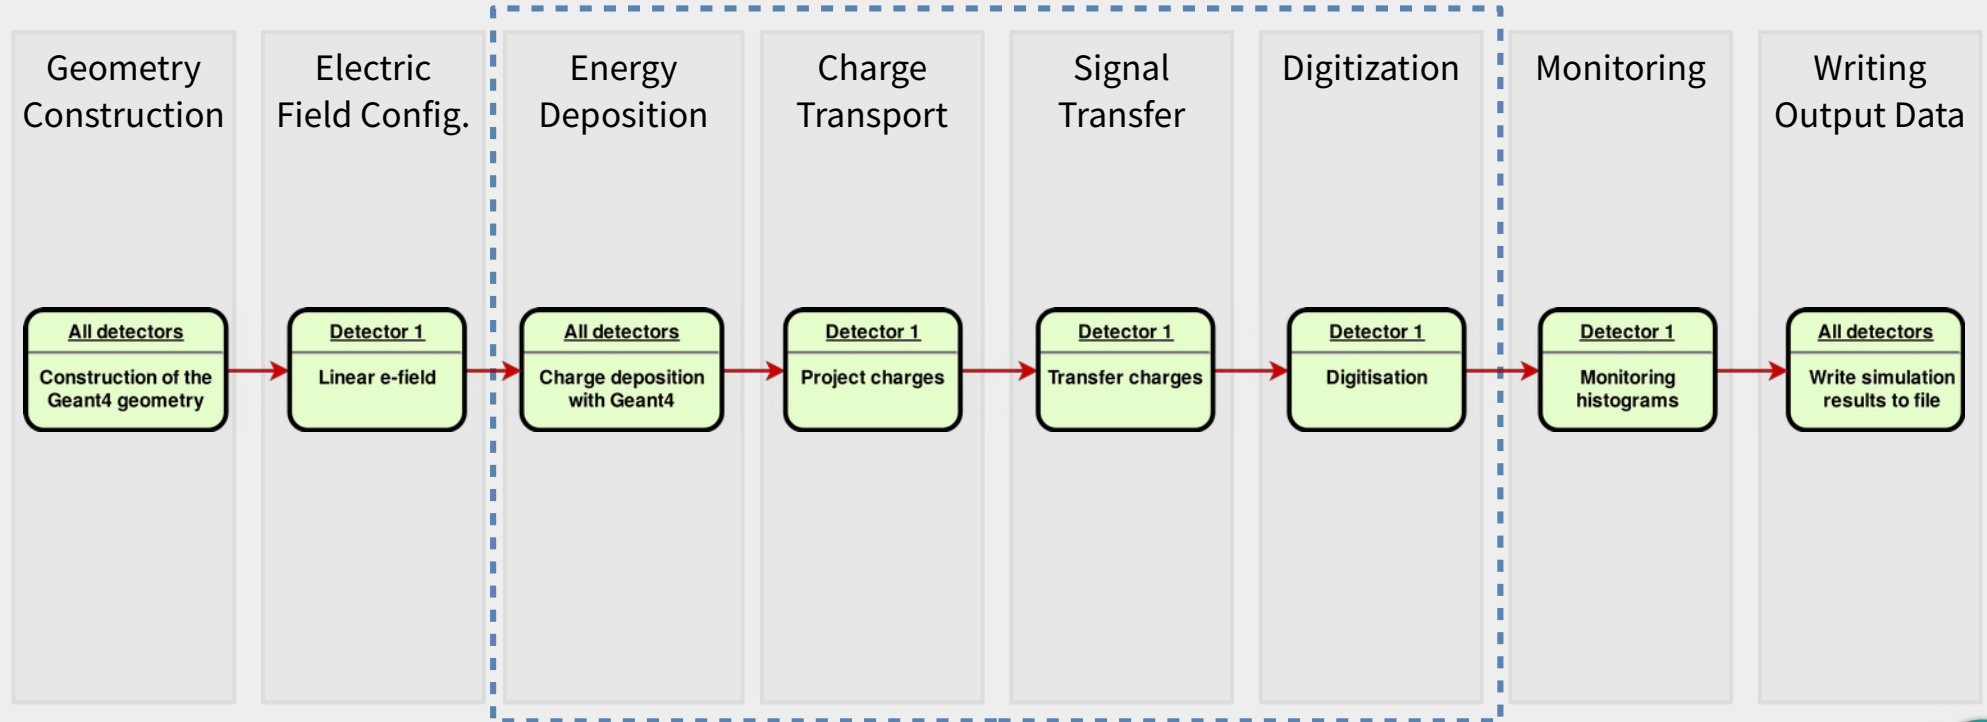 Geometry
Construction
Electric
Field Config.
Energy
Deposition
Charge
Transport
Signal
Transfer
Digitization
Monitoring
Writing
Output Data
All detectors
Construction of the
Geant4 geometry
Detector 1
Linear e-field
All detectors
Charge deposition
with Geant4
Detector 1
Project charges
Detector 1
Transfer charges
Detector 1
Digitisation
Detector 1
Monitoring
histograms
All detectors
Write simulation
results to file